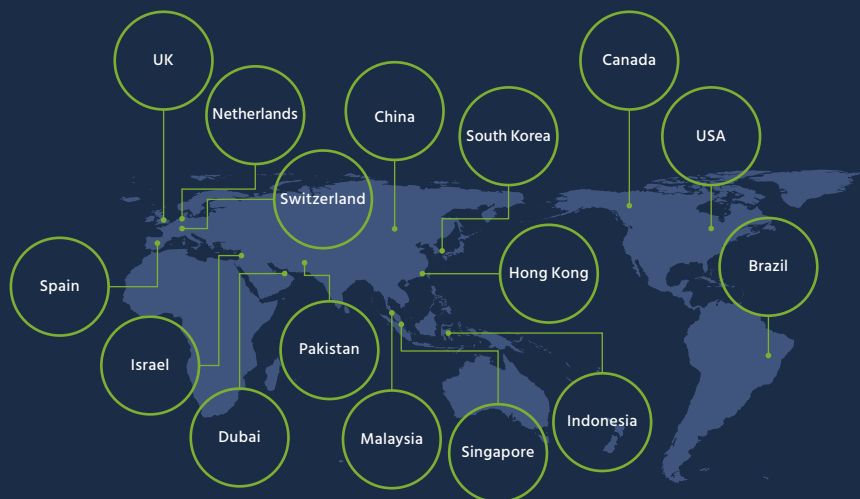 UK
Canada
Netherlands
China
South Korea
USA
Switzerland
Brazil
Hong Kong
Spain
Pakistan
Israel
Indonesia
Dubai
Malaysia
Singapore